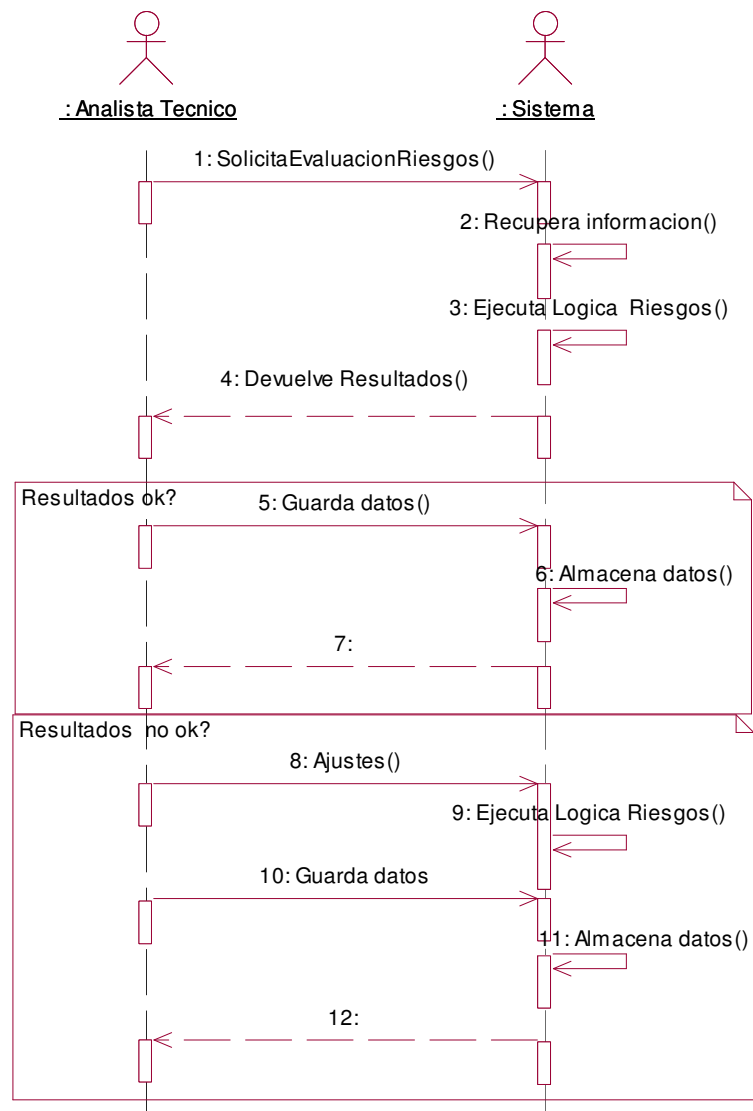 : Analista Tecnico
: Sistema
1: SolicitaEvaluacionRiesgos()
2: Recupera informacion()
3: Ejecuta Logica Riesgos()
4: Devuelve Resultados()
Resultados ok?
5: Guarda datos()
6: Almacena datos()
7:
Resultados no ok?
8: Ajustes()
9: Ejecuta Logica Riesgos()
10: Guarda datos
11: Almacena datos()
12: